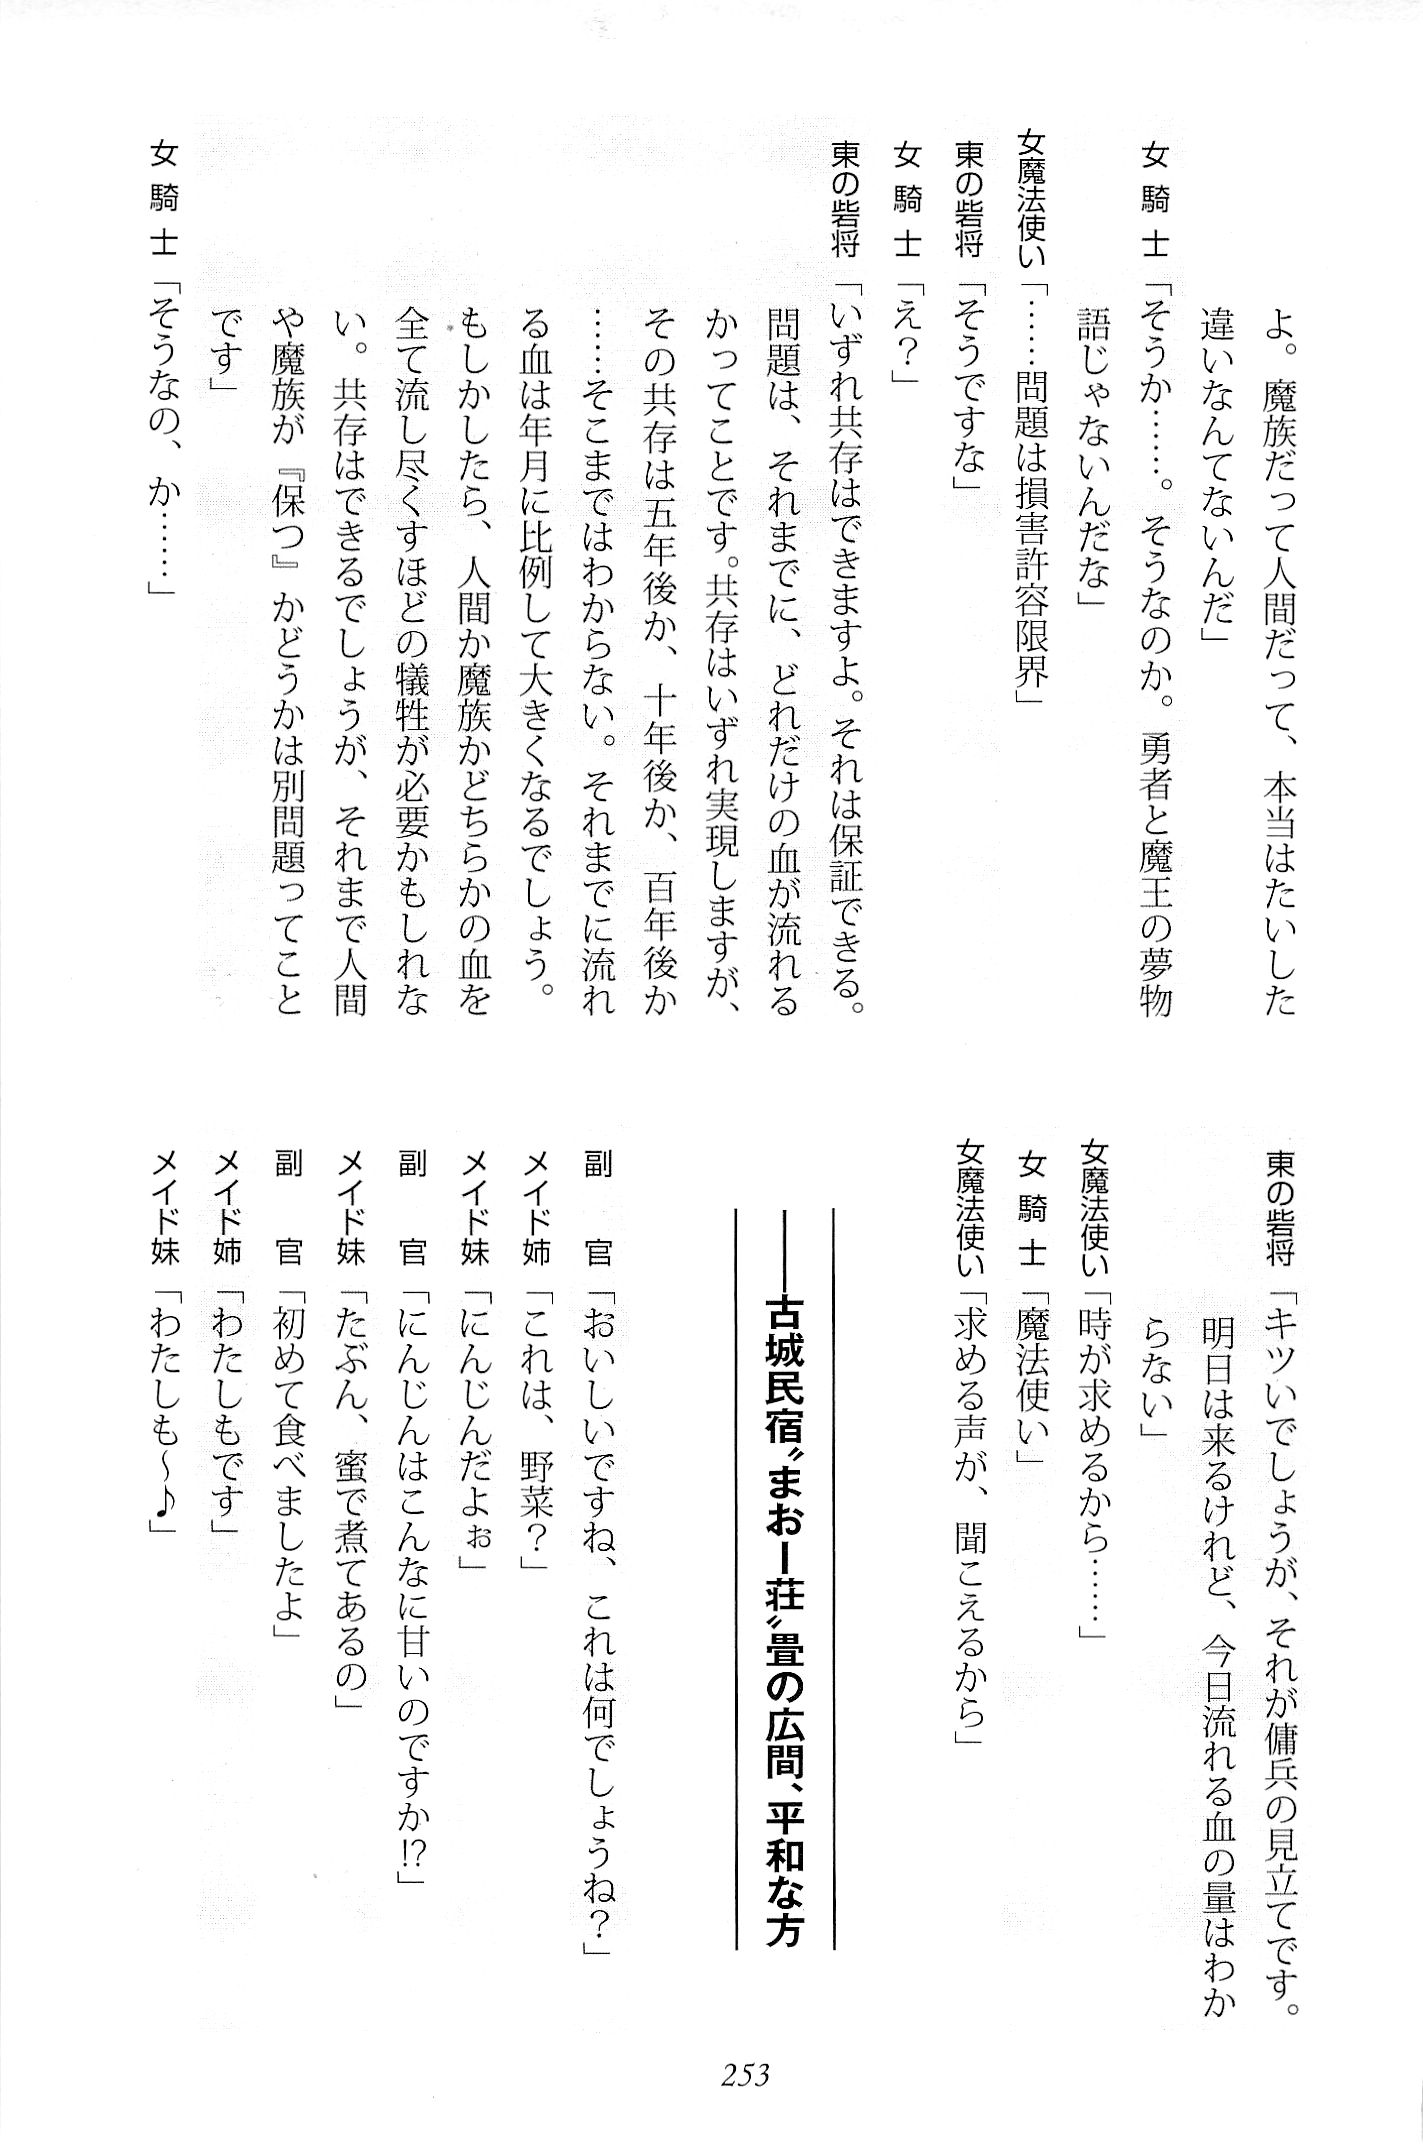 よ。魔族だって人間だって、本当はたいした
違いなんてないんだ」
女騎士「そうか……。そうなのか。勇者と魔王の夢物
語じゃないんだな」
女魔法使い「……問題は損害許容限界」
東の砦将「そうですな」
女騎士「え？」
東の砦将「いずれ共存はできますよ。それは保証できる。
問題は、それまでに、どれだけの血が流れる
かってことです。共存はいずれ実現しますが、
その共存は五年後か、十年後か、百年後か
……そこまではわからない。それまでに流れ
る血は年月に比例して大きくなるでしょう。
もしかしたら、人間か魔族かどちらかの血を
全て流し尽くすほどの犠牲が必要かもしれな
い。共存はできるでしょうが、それまで人間
や魔族が『保つ』かどうかは別問題ってこと
です」
女騎士「そうなの、か……」
東の砦将「キツいでしょうが、それが傭兵の見立てです。
明日は来るけれど、今日流れる血の量はわか
らない」
女魔法使い「時が求めるから……」
女騎士「魔法使い」
女魔法使い「求める声が、聞こえるから」
――古城民宿〝まおー荘〟畳の広間、平和な方
副官「おいしいですね、これは何でしょうね？」
メイド姉「これは、野菜？」
メイド妹「にんじんだよぉ」
副官「にんじんはこんなに甘いのですか!?」
メイド妹「たぶん、蜜で煮てあるの」
副官「初めて食べましたよ」
メイド姉「わたしもです」
メイド妹「わたしも～♪」
253